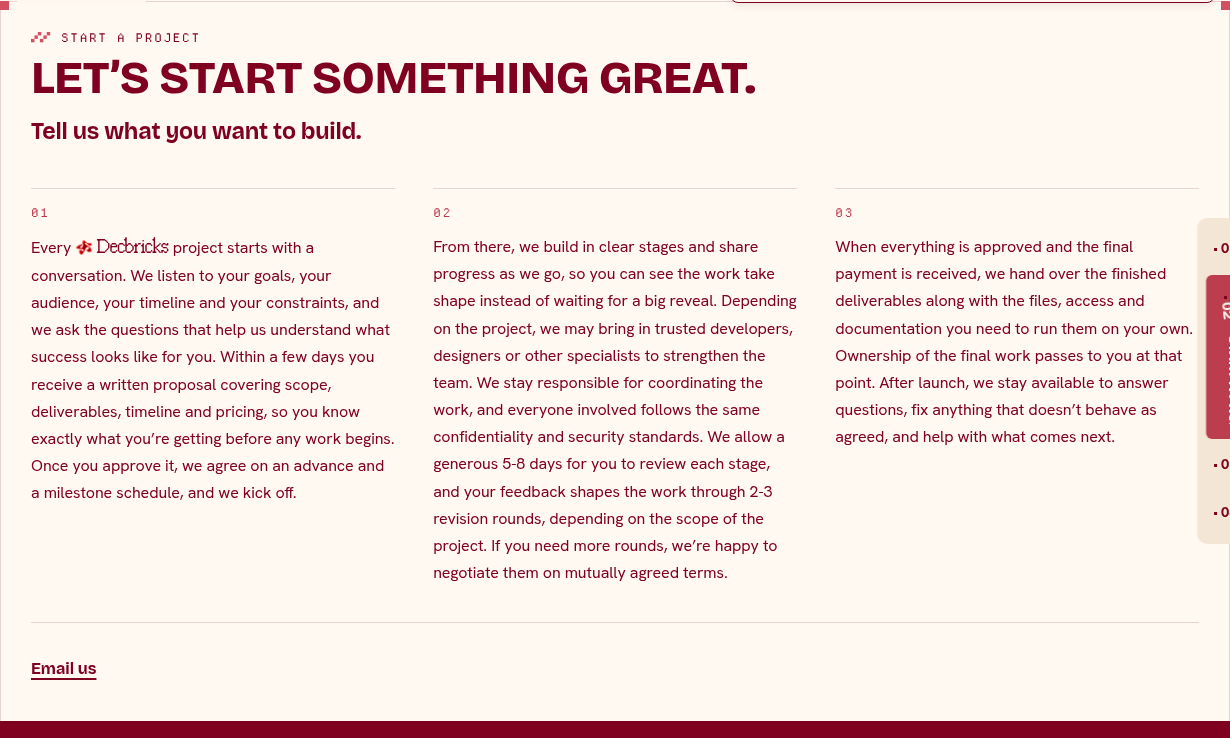 START A PROJECT
LET’S START SOMETHING GREAT.
Tell us what you want to build.
01
Every Decbricks project starts with a
conversation. We listen to your goals, your
audience, your timeline and your constraints, and
we ask the questions that help us understand what
success looks like for you. Within a few days you
receive a written proposal covering scope,
deliverables, timeline and pricing, so you know
exactly what you’re getting before any work begins.
Once you approve it, we agree on an advance and
a milestone schedule, and we kick off.
02
From there, we build in clear stages and share
progress as we go, so you can see the work take
shape instead of waiting for a big reveal. Depending
on the project, we may bring in trusted developers,
designers or other specialists to strengthen the
team. We stay responsible for coordinating the
work, and everyone involved follows the same
confidentiality and security standards. We allow a
generous 5-8 days for you to review each stage,
and your feedback shapes the work through 2-3
revision rounds, depending on the scope of the
project. If you need more rounds, we’re happy to
negotiate them on mutually agreed terms.
03
When everything is approved and the final
payment is received, we hand over the finished
deliverables along with the files, access and
documentation you need to run them on your own.
Ownership of the final work passes to you at that
point. After launch, we stay available to answer
questions, fix anything that doesn’t behave as
agreed, and help with what comes next.
Email us
0
02
0
0